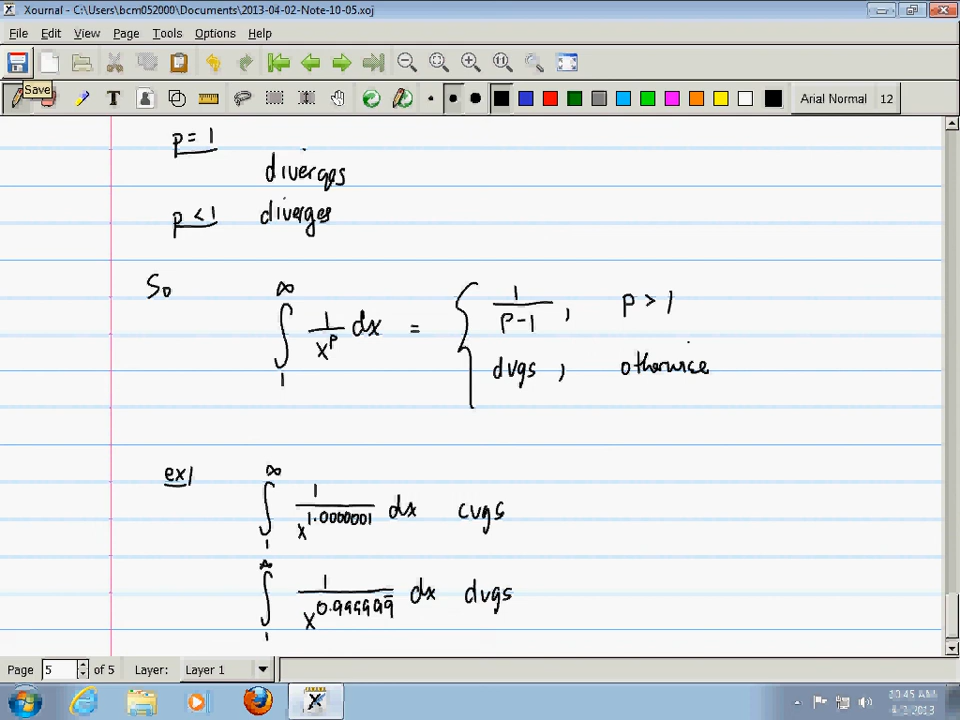 Xournal - C:\Users\bcm052000\Documents\2013-04-02-Note-10-05.xoj
File Edit View Page Tools Options Help
Save
T
Arial Normal 12
p = 1
diverges
p < 1 diverges
So ∫_1^∞ 1/x^p dx = { 1/(p-1), p > 1
dvgs, otherwise
ex1 ∫_1^∞ 1/x^1.0000001 dx cvgs
∫_1^∞ 1/x^0.999999 dx dvgs
Page 5 of 5 Layer: Layer 1
10:45 AM
4/2/2013